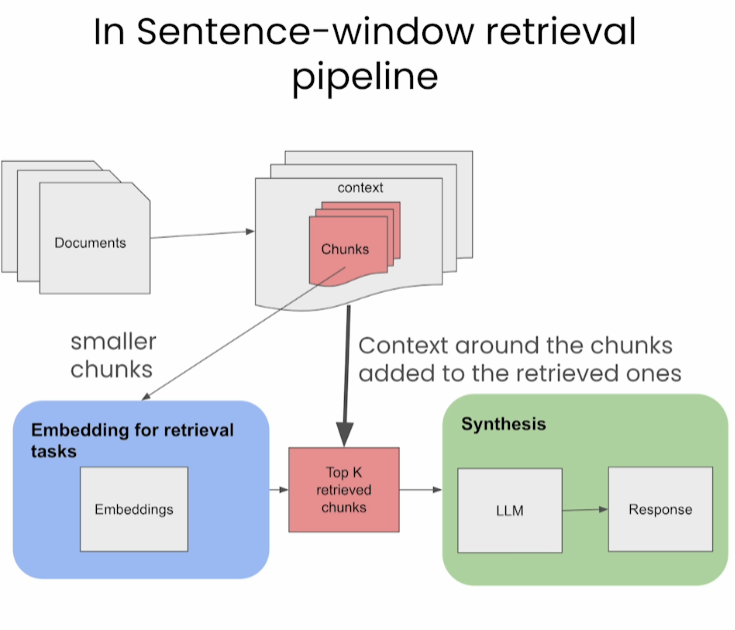 In Sentence-window retrieval
pipeline
context
Documents
Chunks
smaller
chunks
Context around the chunks
added to the retrieved ones
Embedding for retrieval
tasks
Embeddings
Top K
retrieved
chunks
Synthesis
LLM
Response